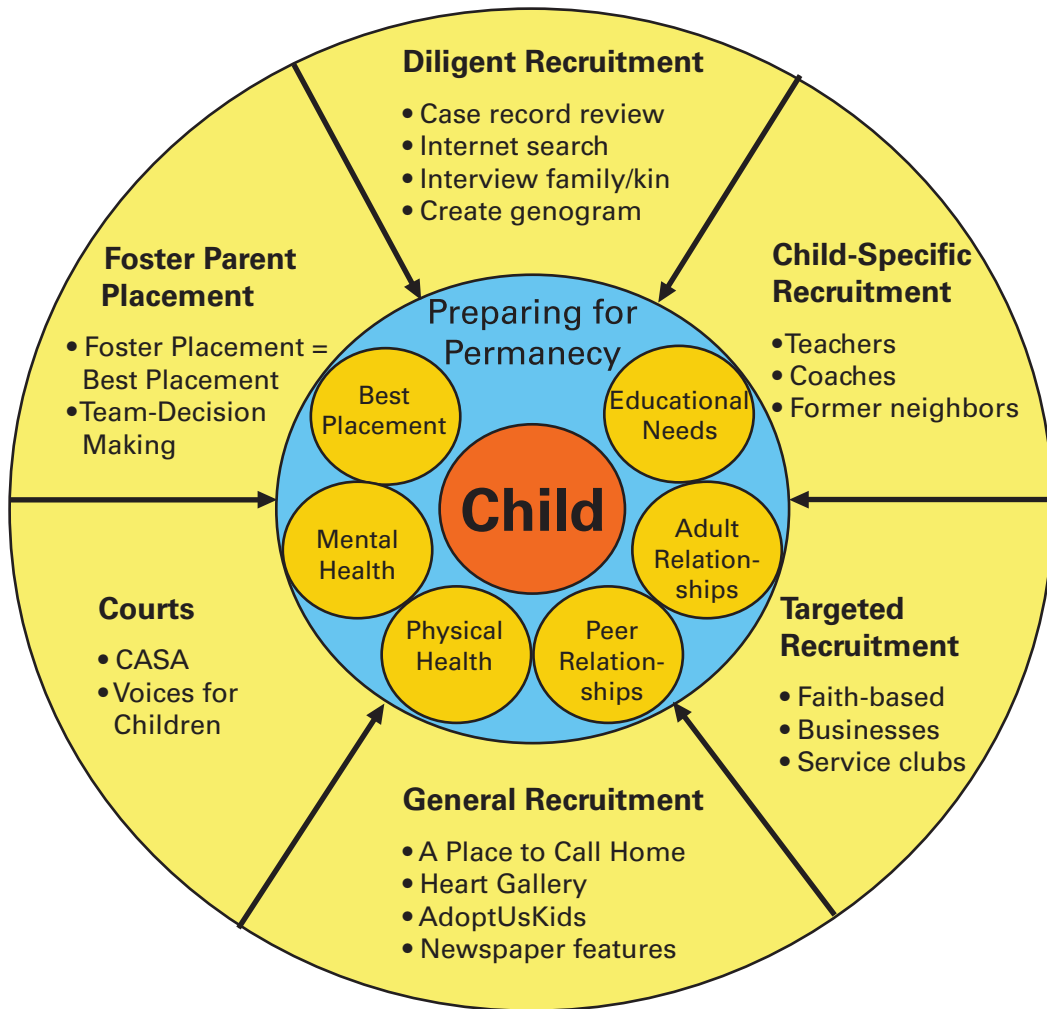 Diligent Recruitment
• Case record review
• Internet search
• Interview family/kin
• Create genogram
Child-Specific
Recruitment
• Teachers
• Coaches
• Former neighbors
Targeted
Recruitment
• Faith-based
• Businesses
• Service clubs
General Recruitment
• A Place to Call Home
• Heart Gallery
• AdoptUsKids
• Newspaper features
Courts
• CASA
• Voices for
Children
Foster Parent
Placement
• Foster Placement =
Best Placement
• Team-Decision
Making
Preparing for
Permanecy
Best
Placement
Educational
Needs
Mental
Health
Adult
Relation-
ships
Physical
Health
Peer
Relation-
ships
Child